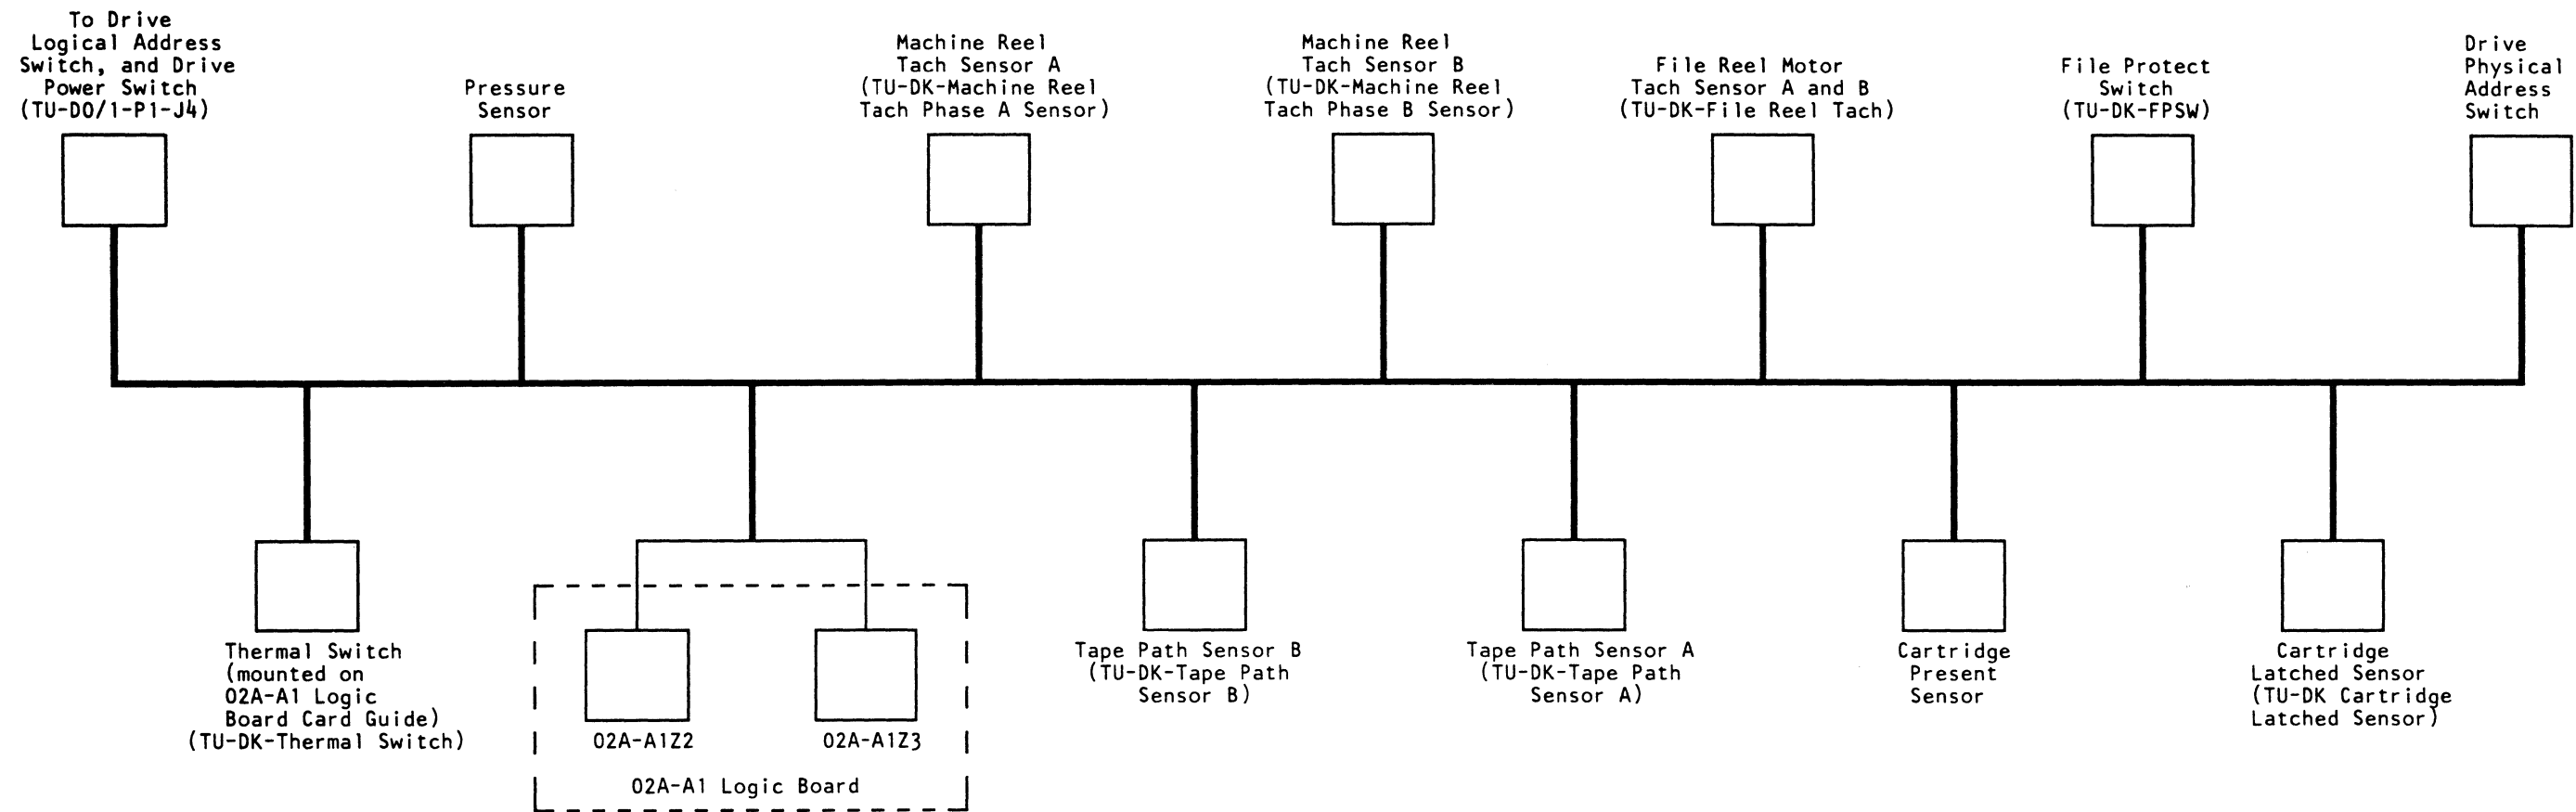 To Drive
Logical Address
Switch, and Drive
Power Switch
(TU-D0/1-P1-J4)
Pressure
Sensor
Machine Reel
Tach Sensor A
(TU-DK-Machine Reel
Tach Phase A Sensor)
Machine Reel
Tach Sensor B
(TU-DK-Machine Reel
Tach Phase B Sensor)
File Reel Motor
Tach Sensor A and B
(TU-DK-File Reel Tach)
File Protect
Switch
(TU-DK-FPSW)
Drive
Physical
Address
Switch
Thermal Switch
(mounted on
02A-A1 Logic
Board Card Guide)
(TU-DK-Thermal Switch)
02A-A1Z2
02A-A1Z3
02A-A1 Logic Board
Tape Path Sensor B
(TU-DK-Tape Path
Sensor B)
Tape Path Sensor A
(TU-DK-Tape Path
Sensor A)
Cartridge
Present
Sensor
Cartridge
Latched Sensor
(TU-DK Cartridge
Latched Sensor)